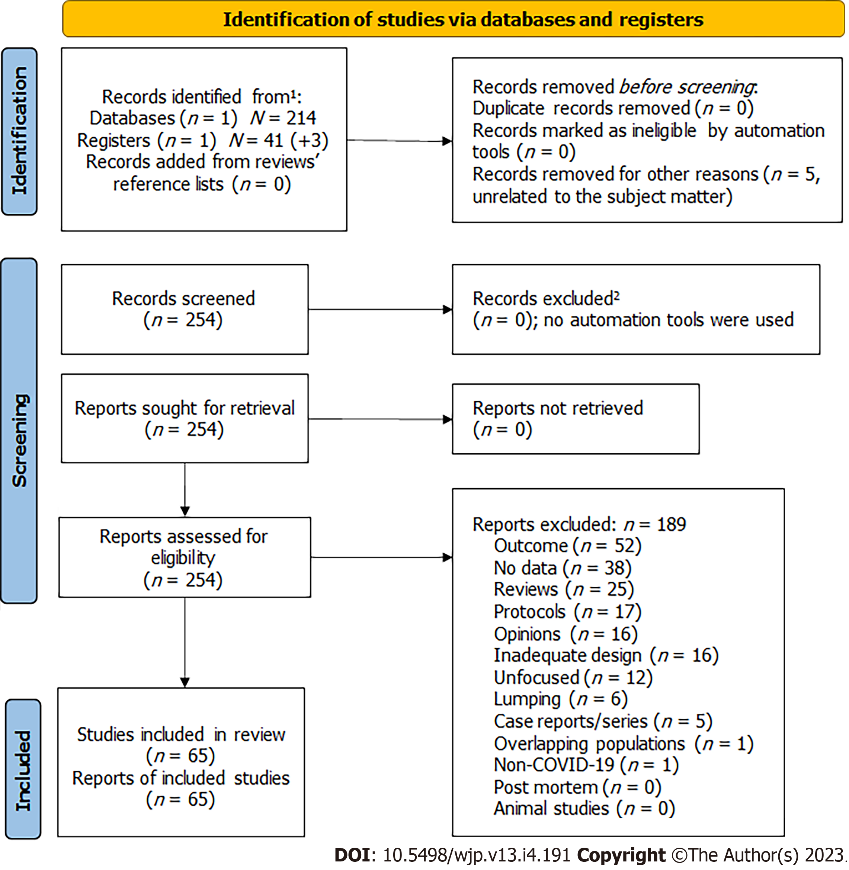 Identification of studies via databases and registers
Identification
Records identified from¹:
Databases (n = 1) N = 214
Registers (n = 1) N = 41 (+3)
Records added from reviews’
reference lists (n = 0)
Records removed before screening:
Duplicate records removed (n = 0)
Records marked as ineligible by automation
tools (n = 0)
Records removed for other reasons (n = 5,
unrelated to the subject matter)
Screening
Records screened
(n = 254)
Records excluded²
(n = 0); no automation tools were used
Reports sought for retrieval
(n = 254)
Reports not retrieved
(n = 0)
Reports assessed for
eligibility
(n = 254)
Reports excluded: n = 189
Outcome (n = 52)
No data (n = 38)
Reviews (n = 25)
Protocols (n = 17)
Opinions (n = 16)
Inadequate design (n = 16)
Unfocused (n = 12)
Lumping (n = 6)
Case reports/series (n = 5)
Overlapping populations (n = 1)
Non-COVID-19 (n = 1)
Post mortem (n = 0)
Animal studies (n = 0)
Included
Studies included in review
(n = 65)
Reports of included studies
(n = 65)
DOI: 10.5498/wjp.v13.i4.191 Copyright ©The Author(s) 2023.